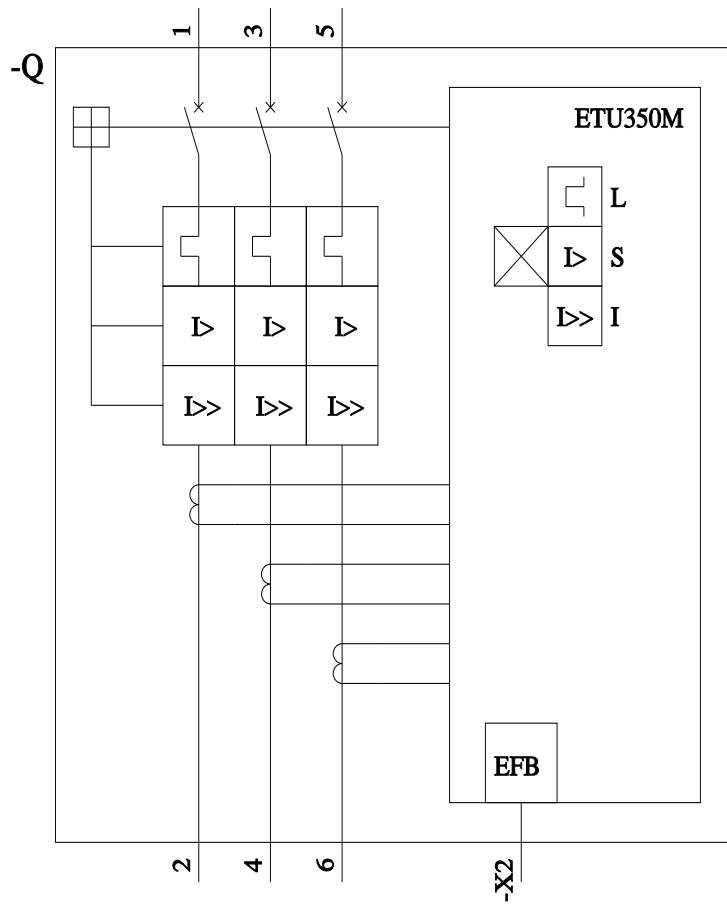 1 3 5
-Q
ETU350M
L
I> S
I>> I
I> I> I>
I>> I>> I>>
EFB
2 4 6 -X2